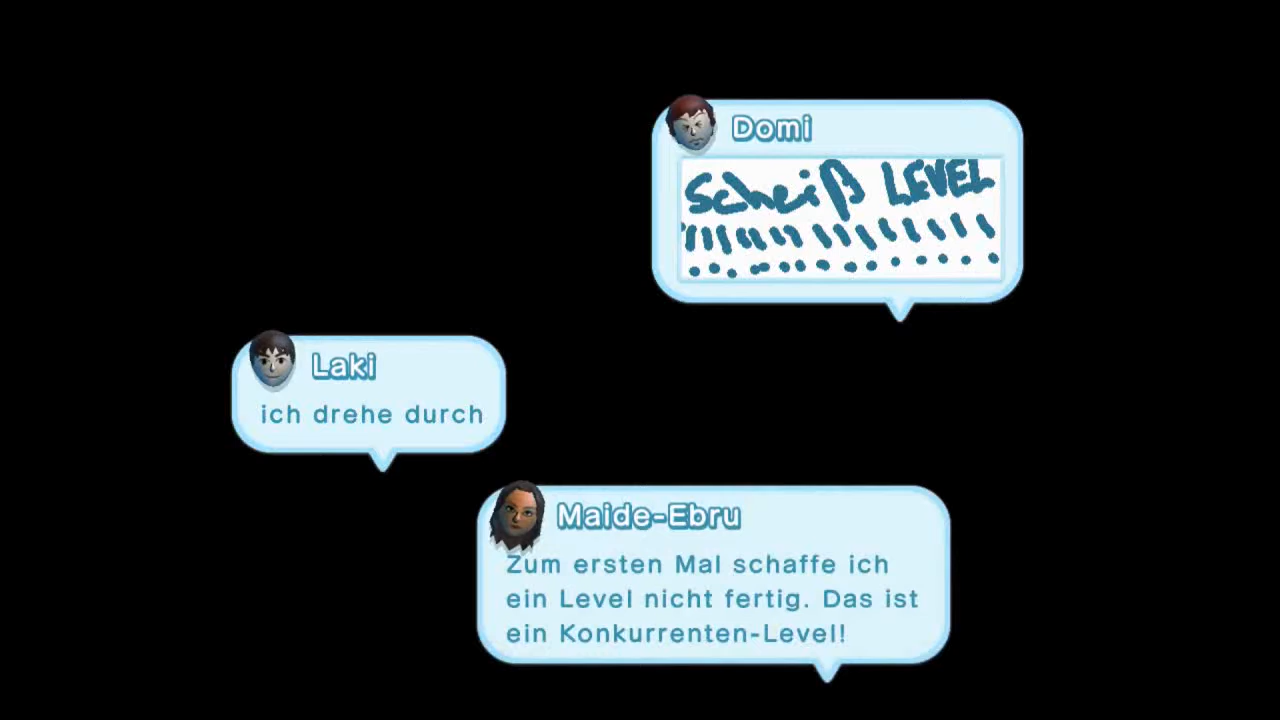 Domi
Scheiß LEVEL
!!!!!!!!!!!!!!!
Laki
ich drehe durch
Maide-Ebru
Zum ersten Mal schaffe ich
ein Level nicht fertig. Das ist
ein Konkurrenten-Level!